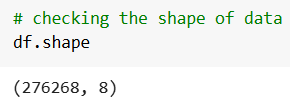 # checking the shape of data
df.shape
(276268, 8)